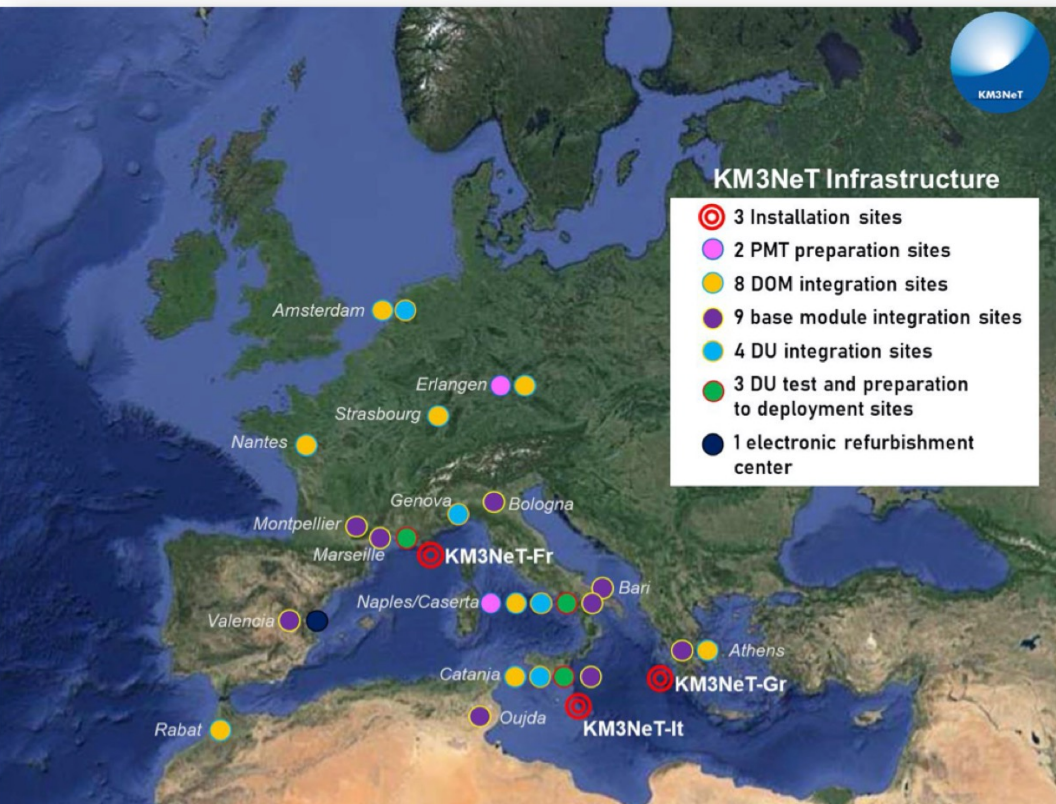 KM3NeT
KM3NeT Infrastructure
3 Installation sites
2 PMT preparation sites
8 DOM integration sites
9 base module integration sites
4 DU integration sites
3 DU test and preparation
to deployment sites
1 electronic refurbishment
center
Amsterdam
Erlangen
Strasbourg
Nantes
Genova
Bologna
Montpellier
Marseille
KM3NeT-Fr
Bari
Naples/Caserta
Valencia
Athens
Catania
KM3NeT-Gr
Oujda
KM3NeT-It
Rabat